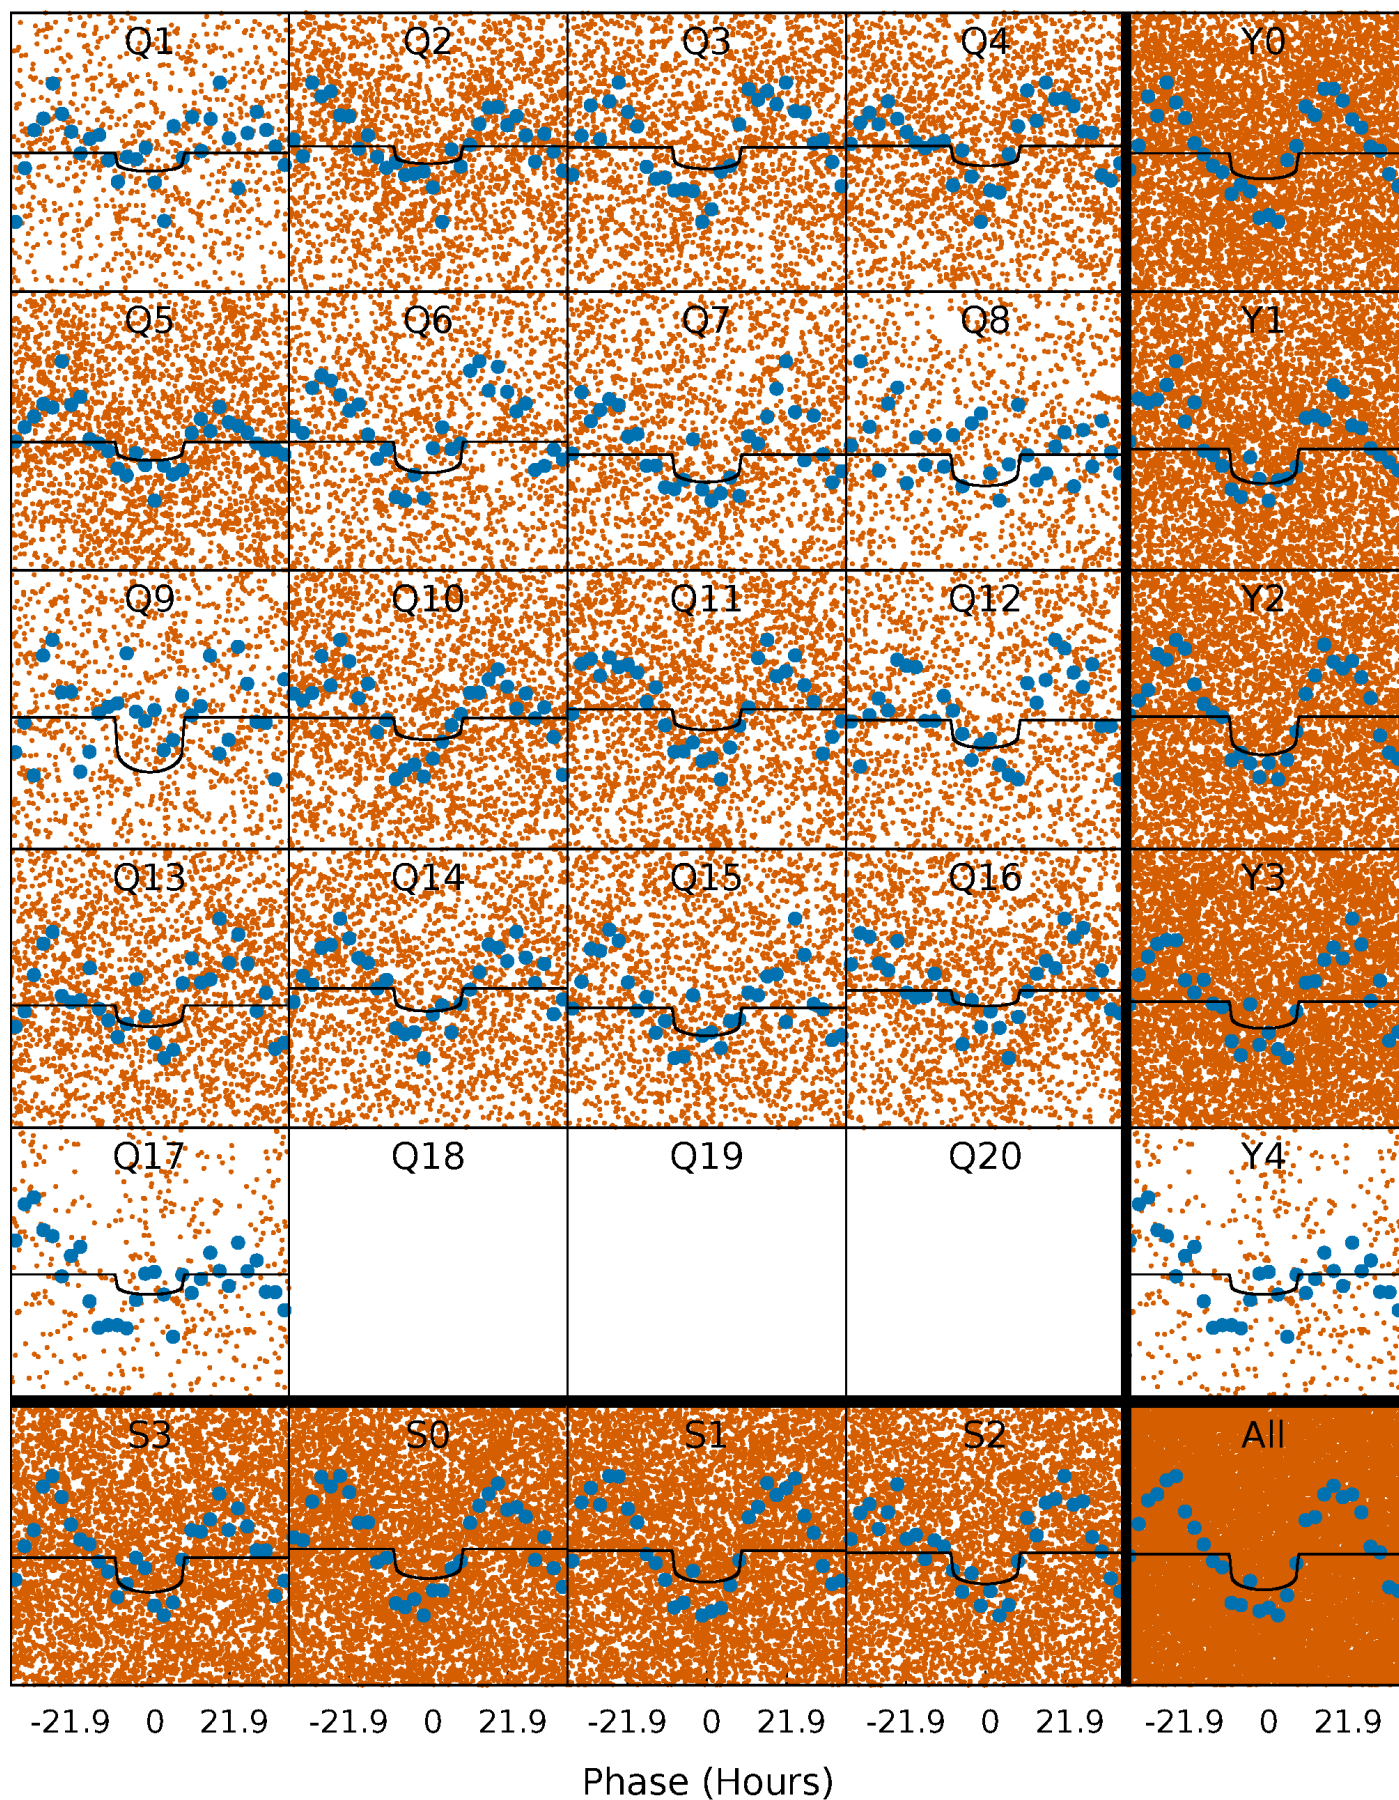 Q1 Q2 Q3 Q4 Y0
Q5 Q6 Q7 Q8 Y1
Q9 Q10 Q11 Q12 Y2
Q13 Q14 Q15 Q16 Y3
Q17 Q18 Q19 Q20 Y4
S3 S0 S1 S2 All
-21.9 0 21.9 -21.9 0 21.9 -21.9 0 21.9 -21.9 0 21.9 -21.9 0 21.9
Phase (Hours)